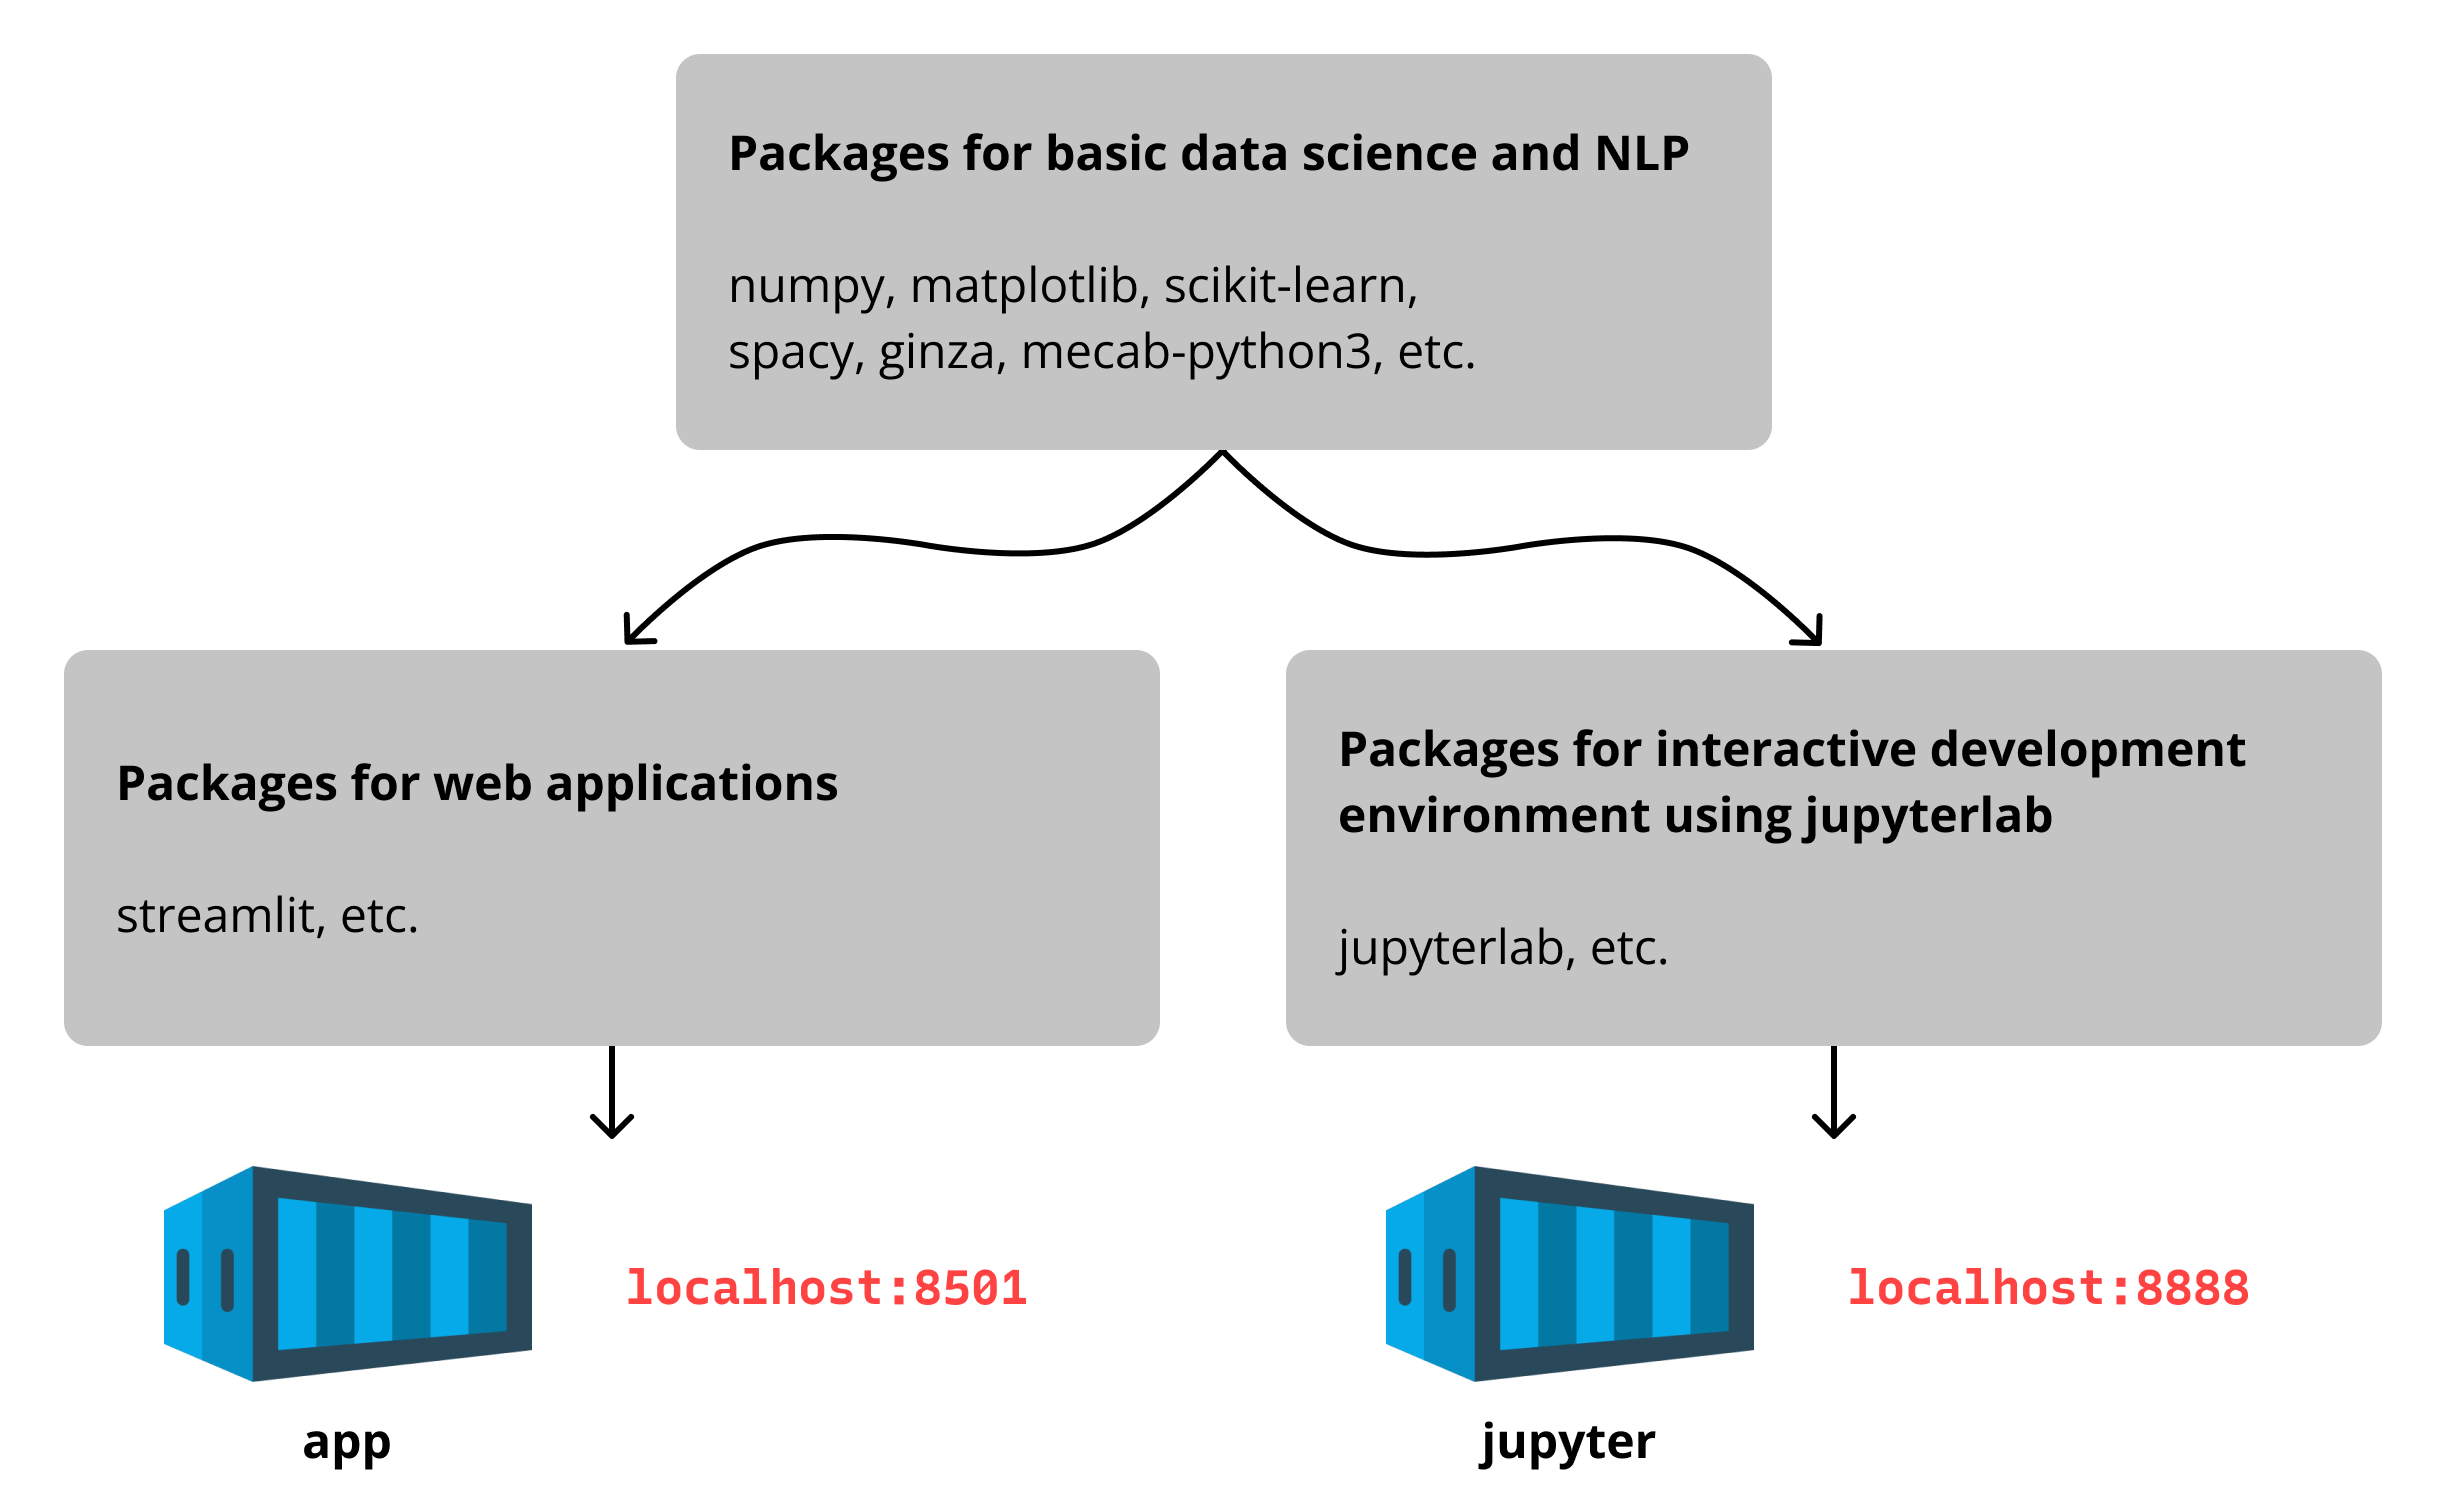 Packages for basic data science and NLP
numpy, matplotlib, scikit-learn,
spacy, ginza, mecab-python3, etc.
Packages for web applications
streamlit, etc.
Packages for interactive development
environment using jupyterlab
jupyterlab, etc.
localhost:8501
app
localhost:8888
jupyter